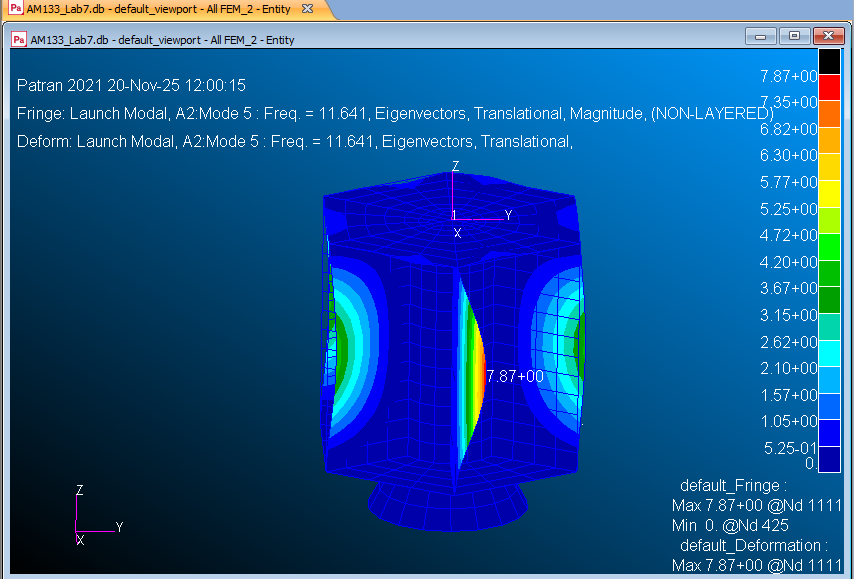 Pa AM133_Lab7.db - default_viewport - All FEM_2 - Entity
Pa AM133_Lab7.db - default_viewport - All FEM_2 - Entity
Patran 2021 20-Nov-25 12:00:15
Fringe: Launch Modal, A2:Mode 5 : Freq. = 11.641, Eigenvectors, Translational, Magnitude, (NON-LAYERED)
Deform: Launch Modal, A2:Mode 5 : Freq. = 11.641, Eigenvectors, Translational,
7.87+00
7.35+00
6.82+00
6.30+00
5.77+00
5.25+00
4.72+00
4.20+00
3.67+00
3.15+00
2.62+00
2.10+00
1.57+00
1.05+00
5.25-01
0.
Z
1
Y
X
7.87+00
Z
Y
X
default_Fringe :
Max 7.87+00 @Nd 1111
Min 0. @Nd 425
default_Deformation :
Max 7.87+00 @Nd 1111